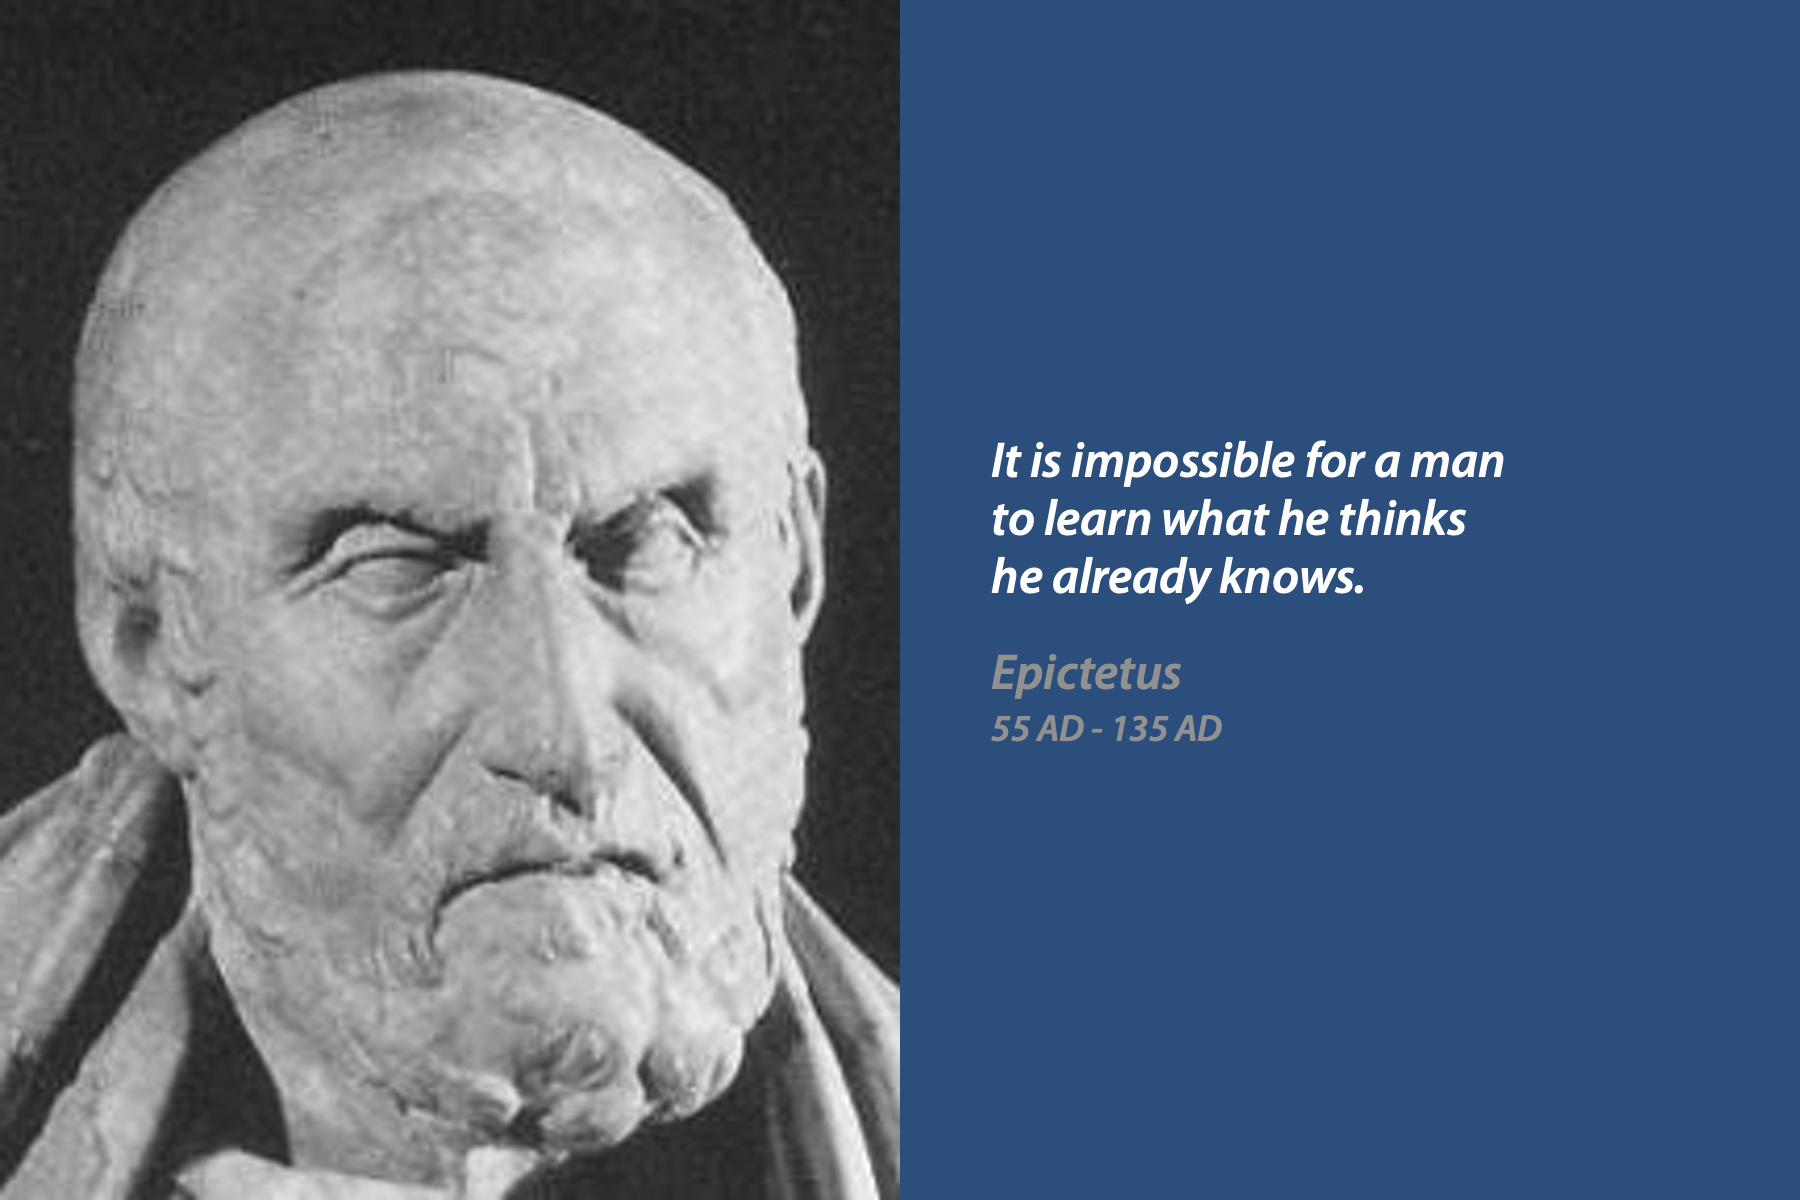 It is impossible for a man
to learn what he thinks
he already knows.
Epictetus
55 AD - 135 AD